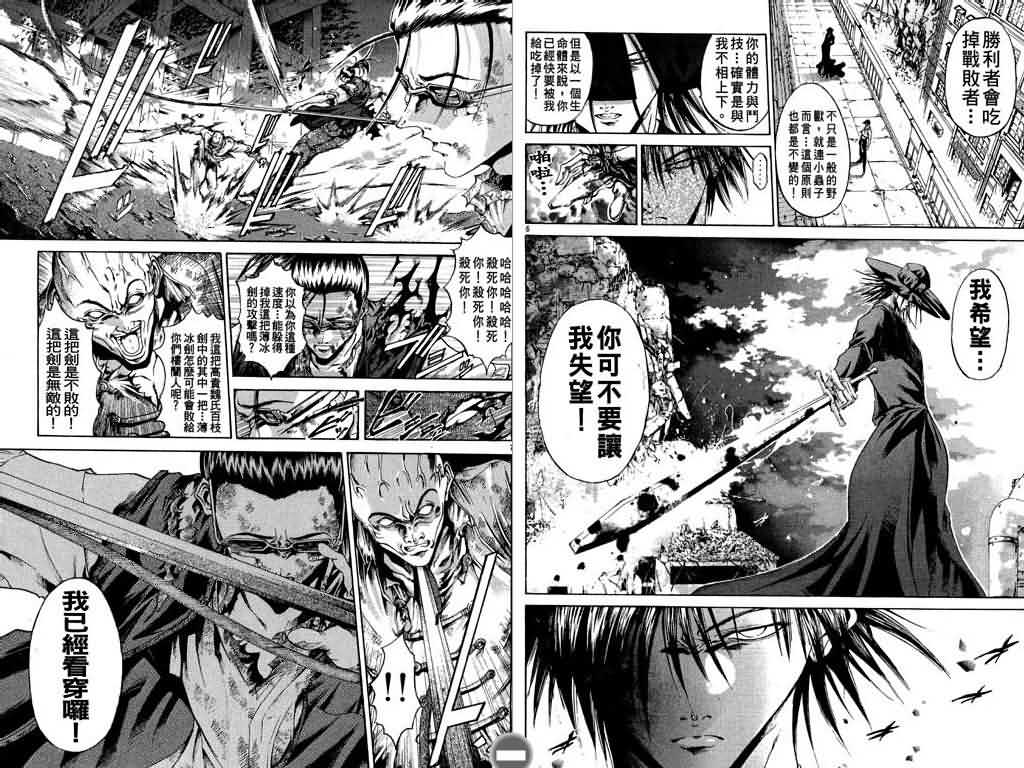 勝利者會吃
掉戰敗者…
不只是一般的野
獸，就連小蟲子
而言…這個原則
也都是不變的！
你的體力與鬥
技…確實是與
我不相上下。
但是以一個生
命體來說，你
已經快要被我
給吃掉了！
……
啪
啦
…
6
我希望…
你可不要讓
我失望！
哈哈哈哈哈！
殺死你！殺死
你！殺死你！
你以為你這種
速度…能躲得
掉我這把薄冰
劍的攻擊嗎？
我這把高貴魏氏百枝
劍中的其中一把…薄
冰劍怎麼可能會敗給
你們樓蘭人呢？
這把劍是不敗的！
這把劍是無敵的！
!!
我已經看穿囉！